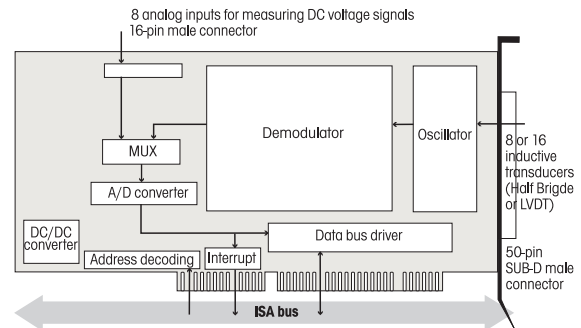 8 analog inputs for measuring DC voltage signals
16-pin male connector
Demodulator
Oscillator
MUX
A/D converter
8 or 16
inductive
transducers
(Half Brigde
or LVDT)
DC/DC
converter
Address decoding
Interrupt
Data bus driver
50-pin
SUB-D male
connector
ISA bus